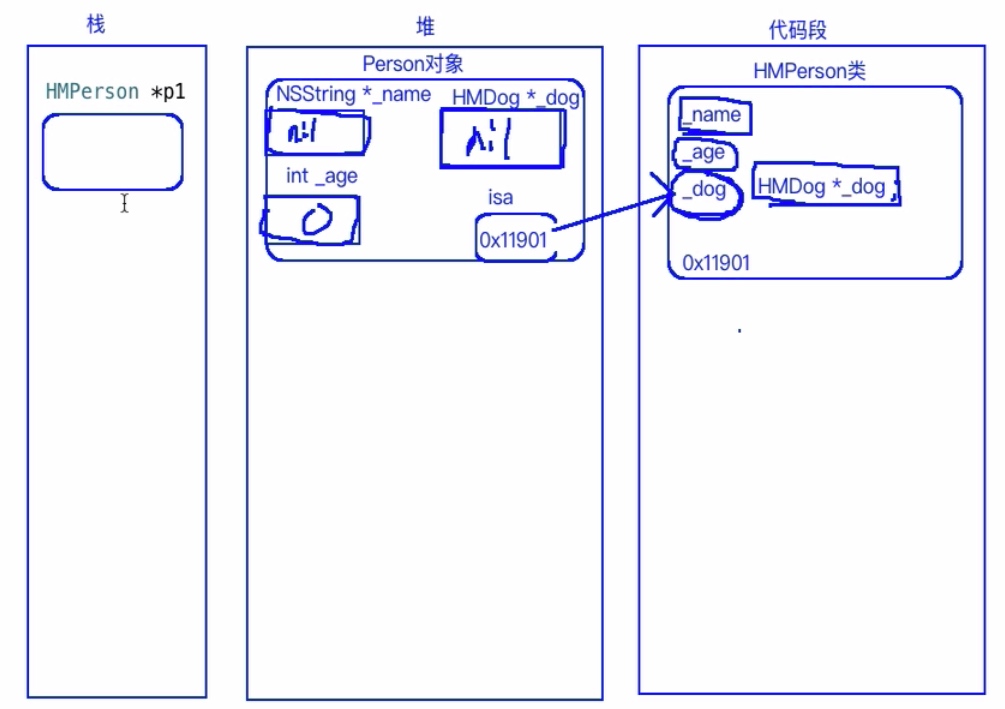 栈
HMPerson *p1
堆
Person对象
NSString *_name
HMDog *_dog
nil
nil
int _age
0
isa
0x11901
代码段
HMPerson类
_name
_age
_dog
HMDog *_dog
0x11901